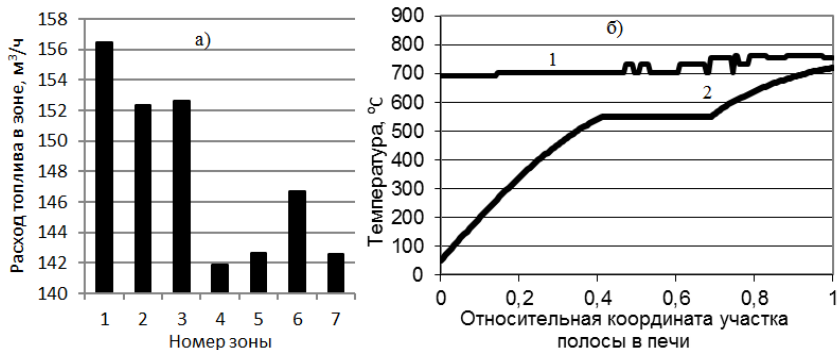 а)
Расход топлива в зоне, м³/ч
158
156
154
152
150
148
146
144
142
140
1 2 3 4 5 6 7
Номер зоны
б)
Температура, ⁰С
900
800
700
600
500
400
300
200
100
0
1
2
0 0,2 0,4 0,6 0,8 1
Относительная координата участка
полосы в печи